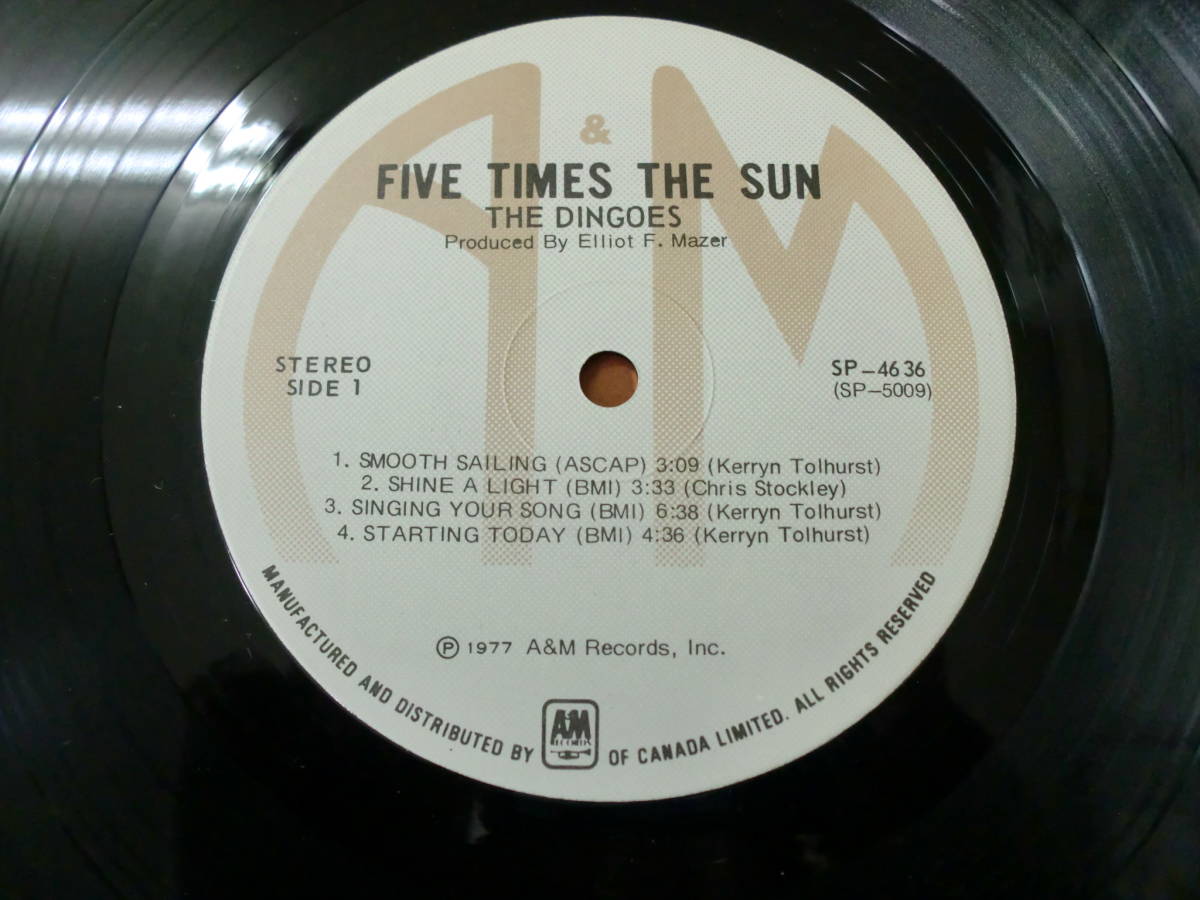 A & M
FIVE TIMES THE SUN
THE DINGOES
Produced By Elliot F. Mazer
STEREO
SIDE 1
SP-4636
(SP-5009)
1. SMOOTH SAILING (ASCAP) 3:09 (Kerryn Tolhurst)
2. SHINE A LIGHT (BMI) 3:33 (Chris Stockley)
3. SINGING YOUR SONG (BMI) 6:38 (Kerryn Tolhurst)
4. STARTING TODAY (BMI) 4:36 (Kerryn Tolhurst)
Ⓟ 1977 A&M Records, Inc.
MANUFACTURED AND DISTRIBUTED BY A&M RECORDS OF CANADA LIMITED. ALL RIGHTS RESERVED